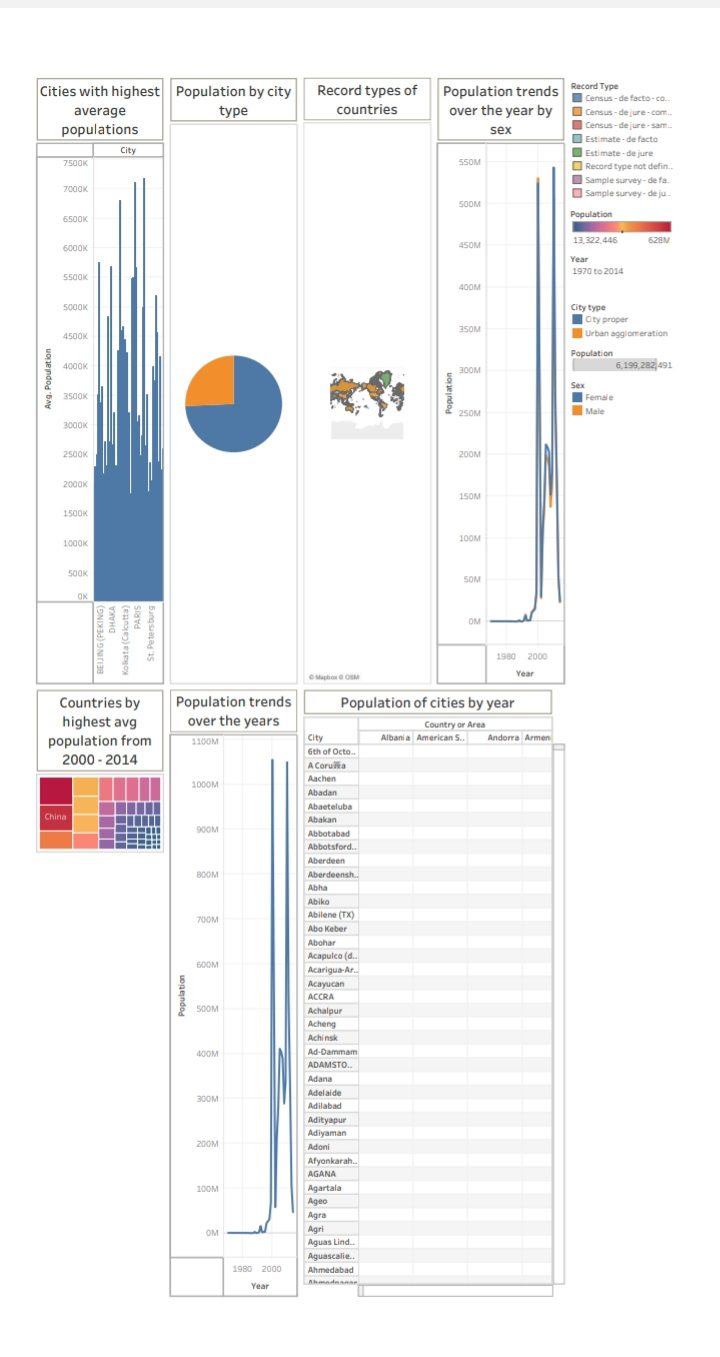 Cities with highest
average
populations
City
7500K
7000K
6500K
6000K
5500K
5000K
4500K
4000K
3500K
3000K
2500K
2000K
1500K
1000K
500K
0K
Avg. Population
BEIJING (PEKING)
DHAKA
Kolkata (Calcutta)
PARIS
St. Petersburg
Population by city
type
Record types of
countries
© Mapbox © OSM
Population trends
over the year by
sex
550M
500M
450M
400M
350M
300M
250M
200M
150M
100M
50M
0M
Population
1980 2000
Year
Record Type
Census - de facto - co..
Census - de jure - com..
Census - de jure - sam..
Estimate - de facto
Estimate - de jure
Record type not defin..
Sample survey - de fa..
Sample survey - de ju..
Population
13,322,446 628M
Year
1970 to 2014
City type
City proper
Urban agglomeration
Population
6,199,282,491
Sex
Female
Male
Countries by
highest avg
population from
2000 - 2014
China
Population trends
over the years
1100M
1000M
900M
800M
700M
600M
500M
400M
300M
200M
100M
0M
Population
1980 2000
Year
Population of cities by year
Country or Area
City Albania American S.. Andorra Armen
6th of Octo..
Aachen
Abadan
Abaeteluba
Abakan
Abbotabad
Abbotsford..
Aberdeen
Aberdeensh..
Abha
Abiko
Abilene (TX)
Abo Keber
Abohar
Acapulco (d..
Acarigua-Ar..
Acayucan
ACCRA
Achalpur
Acheng
Achinsk
Ad-Dammam
ADAMSTO..
Adana
Adelaide
Adilabad
Adityapur
Adiyaman
Adoni
Afyonkarah..
AGANA
Agartala
Ageo
Agra
Agri
Aguas Lind..
Aguascalie..
Ahmedabad